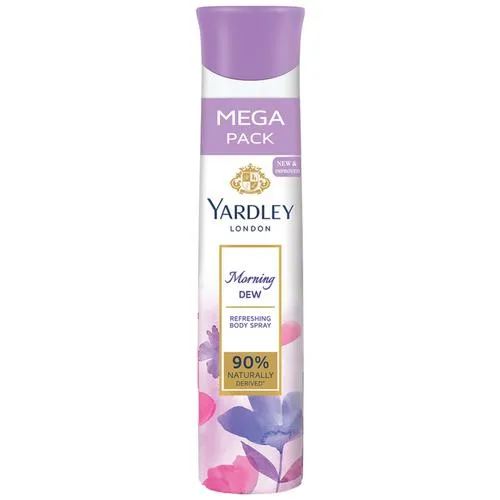 MEGA
PACK
NEW &
IMPROVED
YARDLEY
LONDON
Morning
DEW
REFRESHING
BODY SPRAY
90%
NATURALLY
DERIVED*